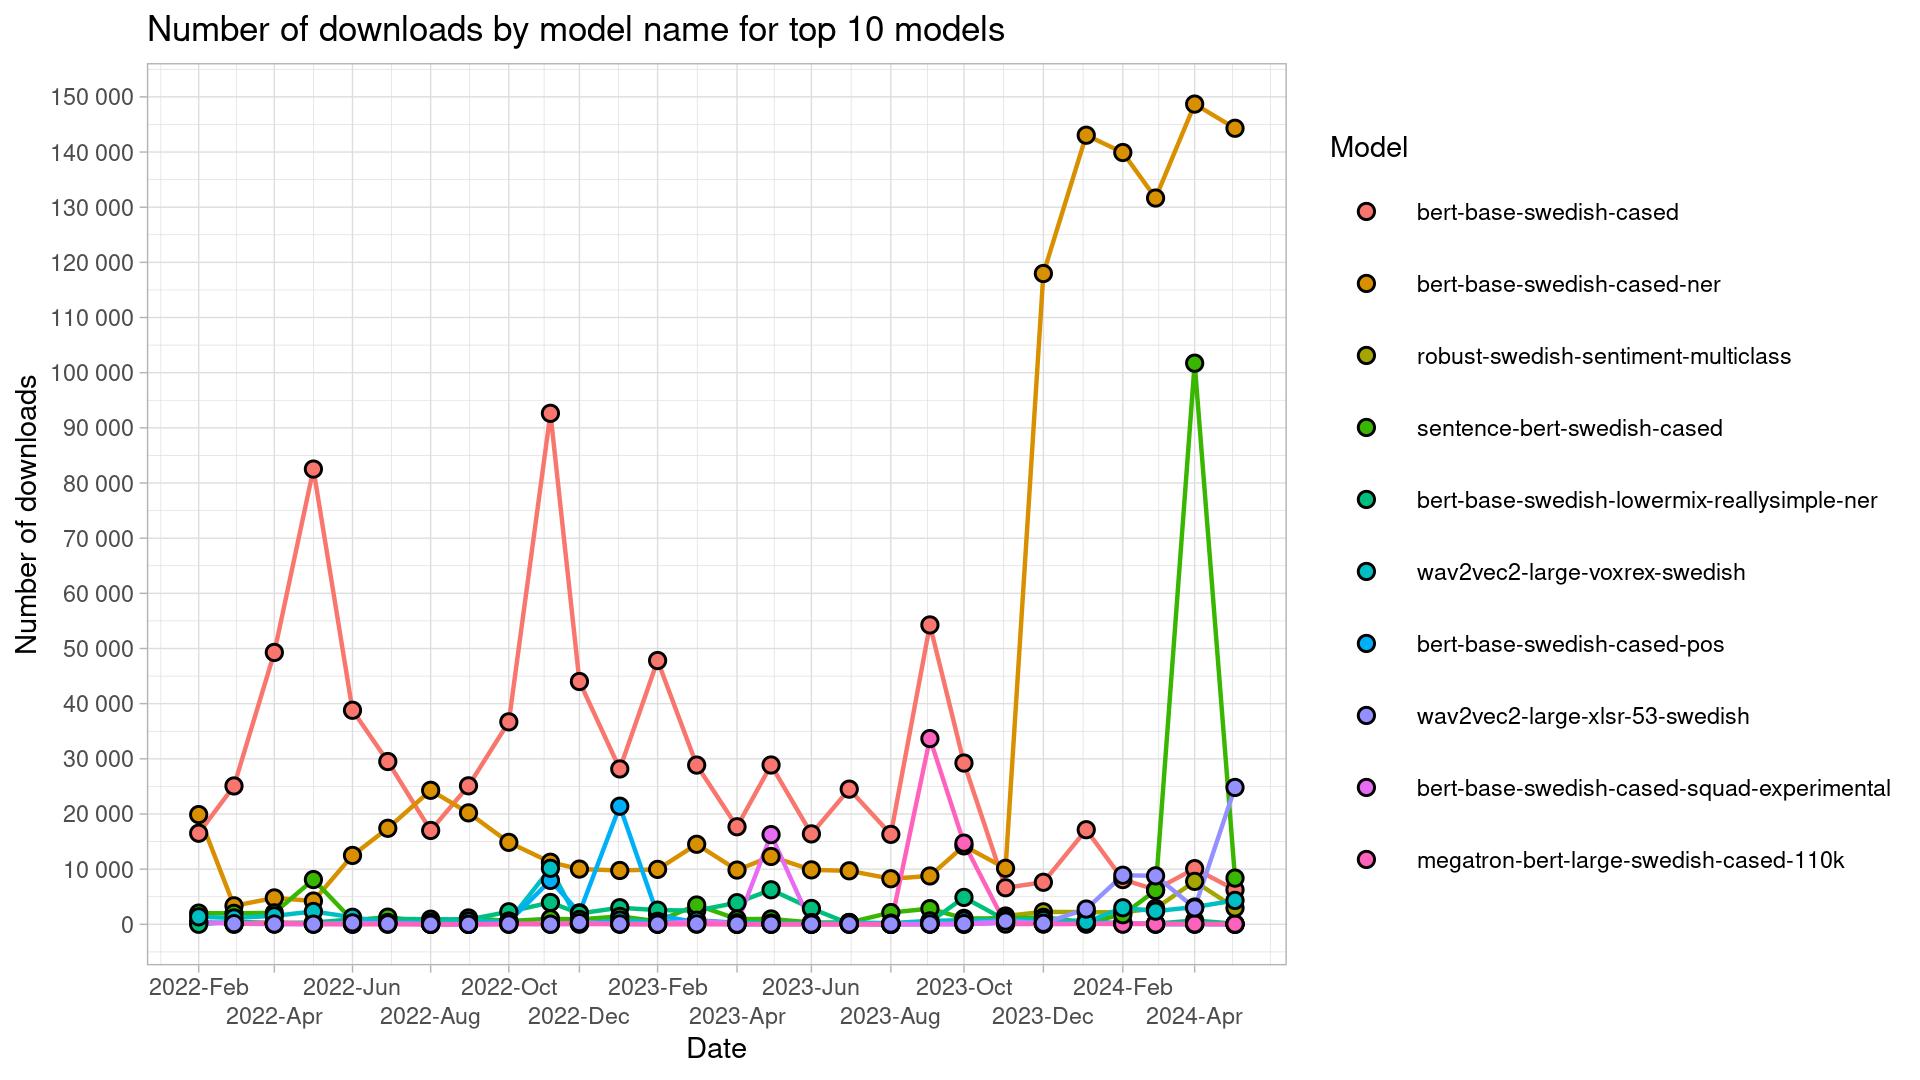 Number of downloads by model name for top 10 models
Number of downloads
150 000
140 000
130 000
120 000
110 000
100 000
90 000
80 000
70 000
60 000
50 000
40 000
30 000
20 000
10 000
0
2022-Feb
2022-Apr
2022-Jun
2022-Aug
2022-Oct
2022-Dec
2023-Feb
2023-Apr
2023-Jun
2023-Aug
2023-Oct
2023-Dec
2024-Feb
2024-Apr
Date
Model
bert-base-swedish-cased
bert-base-swedish-cased-ner
robust-swedish-sentiment-multiclass
sentence-bert-swedish-cased
bert-base-swedish-lowermix-reallysimple-ner
wav2vec2-large-voxrex-swedish
bert-base-swedish-cased-pos
wav2vec2-large-xlsr-53-swedish
bert-base-swedish-cased-squad-experimental
megatron-bert-large-swedish-cased-110k